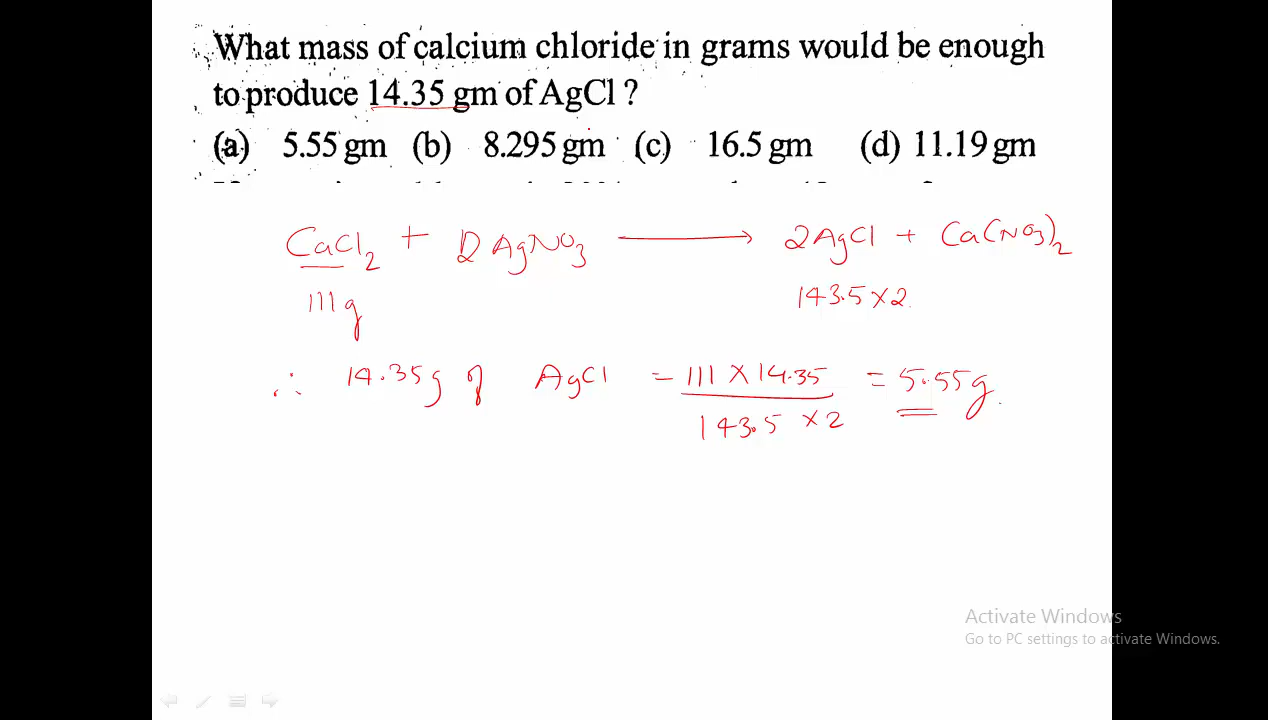 What mass of calcium chloride in grams would be enough
to produce 14.35 gm of AgCl ?
(a) 5.55 gm (b) 8.295 gm (c) 16.5 gm (d) 11.19 gm
CaCl₂ + 2AgNO₃ → 2AgCl + Ca(NO₃)₂
111g 143.5 × 2
∴ 14.35g of AgCl = 111 × 14.35 / 143.5 × 2 = 5.55g.
Activate Windows
Go to PC settings to activate Windows.